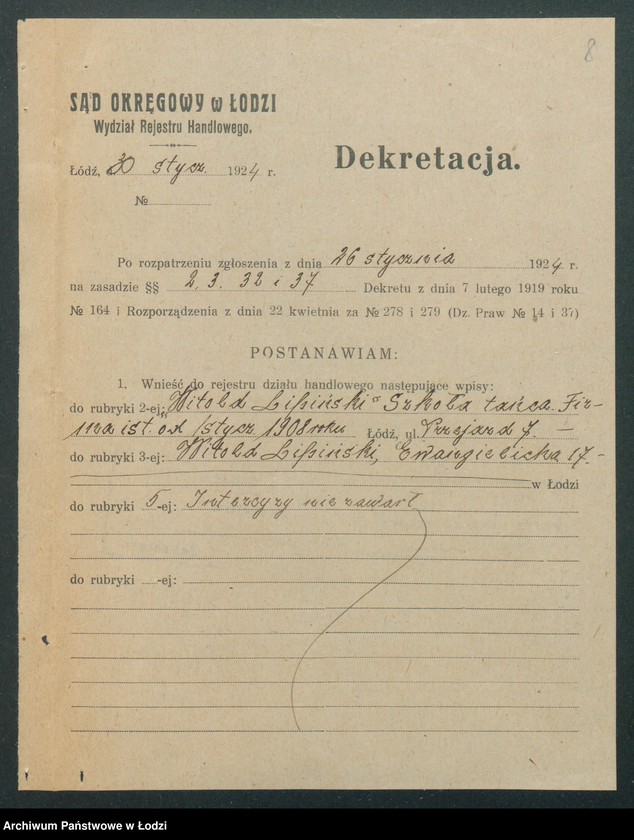 8
SĄD OKRĘGOWY w ŁODZI
Wydział Rejestru Handlowego.
Dekretacja.
Łódź, 30 stycz. 1924 r.
№
Po rozpatrzeniu zgłoszenia z dnia 26 stycznia 1924 r.
na zasadzie §§ 2, 3. 32 i 37 Dekretu z dnia 7 lutego 1919 roku
№ 164 i Rozporządzenia z dnia 22 kwietnia za № 278 i 279 (Dz. Praw № 14 i 37)
POSTANAWIAM:
1. Wnieść do rejestru działu handlowego następujące wpisy:
do rubryki 2-ej: „Witold Lipiński" Szkoła tańca. Fir-
ma ist. od 1 stycz. 1908 roku Łódź, ul. Przejazd 7. —
do rubryki 3-ej: Witold Lipiński, Ewangielicka 17.-
w Łodzi
do rubryki 5-ej: Intercyzy nie zawarł
do rubryki -ej:
Archiwum Państwowe w Łodzi